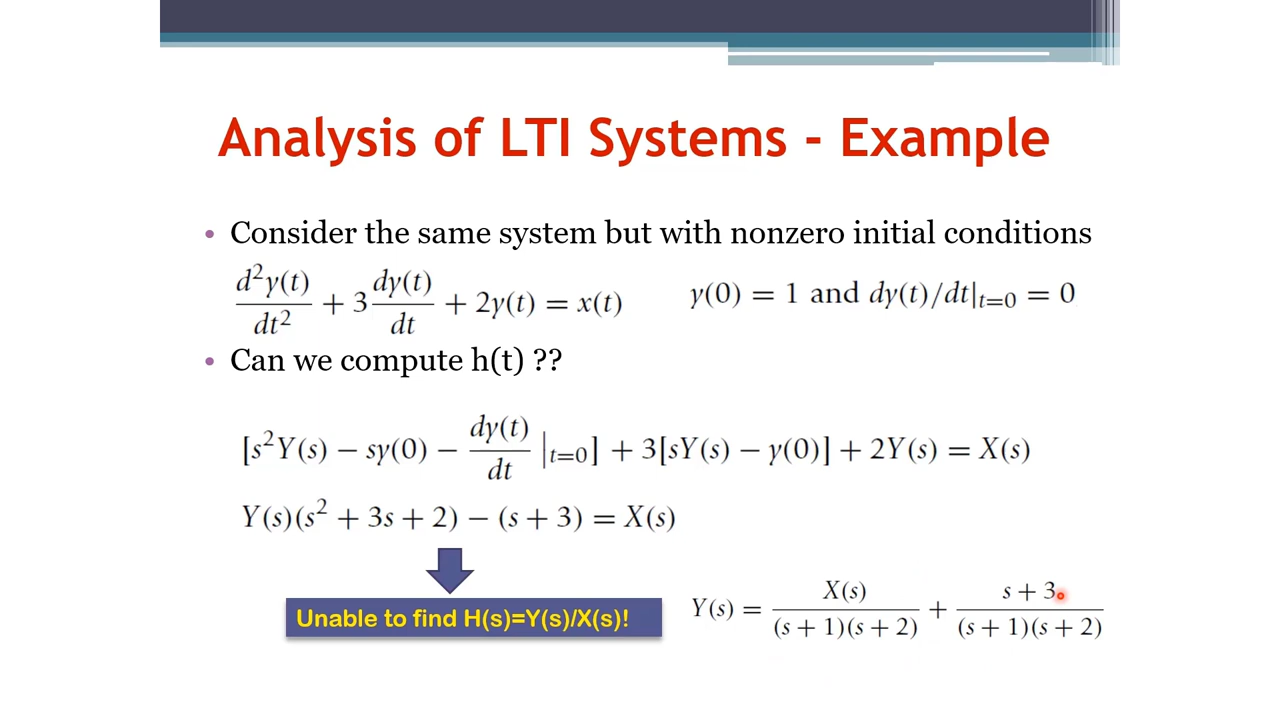 Analysis of LTI Systems - Example
• Consider the same system but with nonzero initial conditions
d²y(t)/dt² + 3 dy(t)/dt + 2y(t) = x(t)    y(0) = 1 and dy(t)/dt|t=0 = 0
• Can we compute h(t) ??
[s²Y(s) − sy(0) − dy(t)/dt |t=0] + 3[sY(s) − y(0)] + 2Y(s) = X(s)
Y(s)(s² + 3s + 2) − (s + 3) = X(s)
Unable to find H(s)=Y(s)/X(s)!
Y(s) = X(s)/((s + 1)(s + 2)) + (s + 3)/((s + 1)(s + 2))